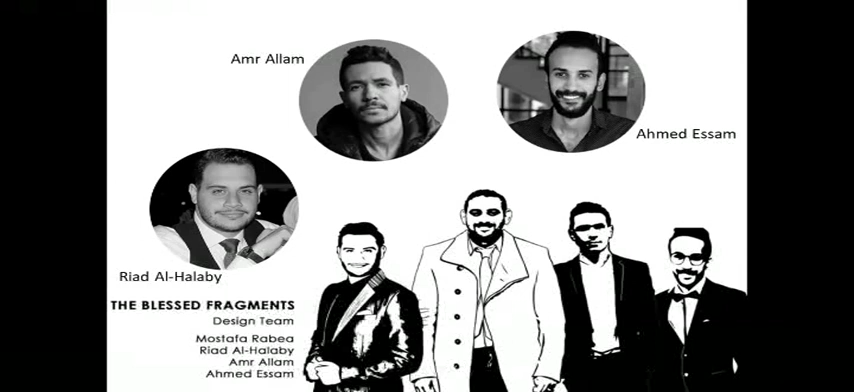 Amr Allam
Ahmed Essam
Riad Al-Halaby
THE BLESSED FRAGMENTS
Design Team
Mostafa Rabea
Riad Al-Halaby
Amr Allam
Ahmed Essam